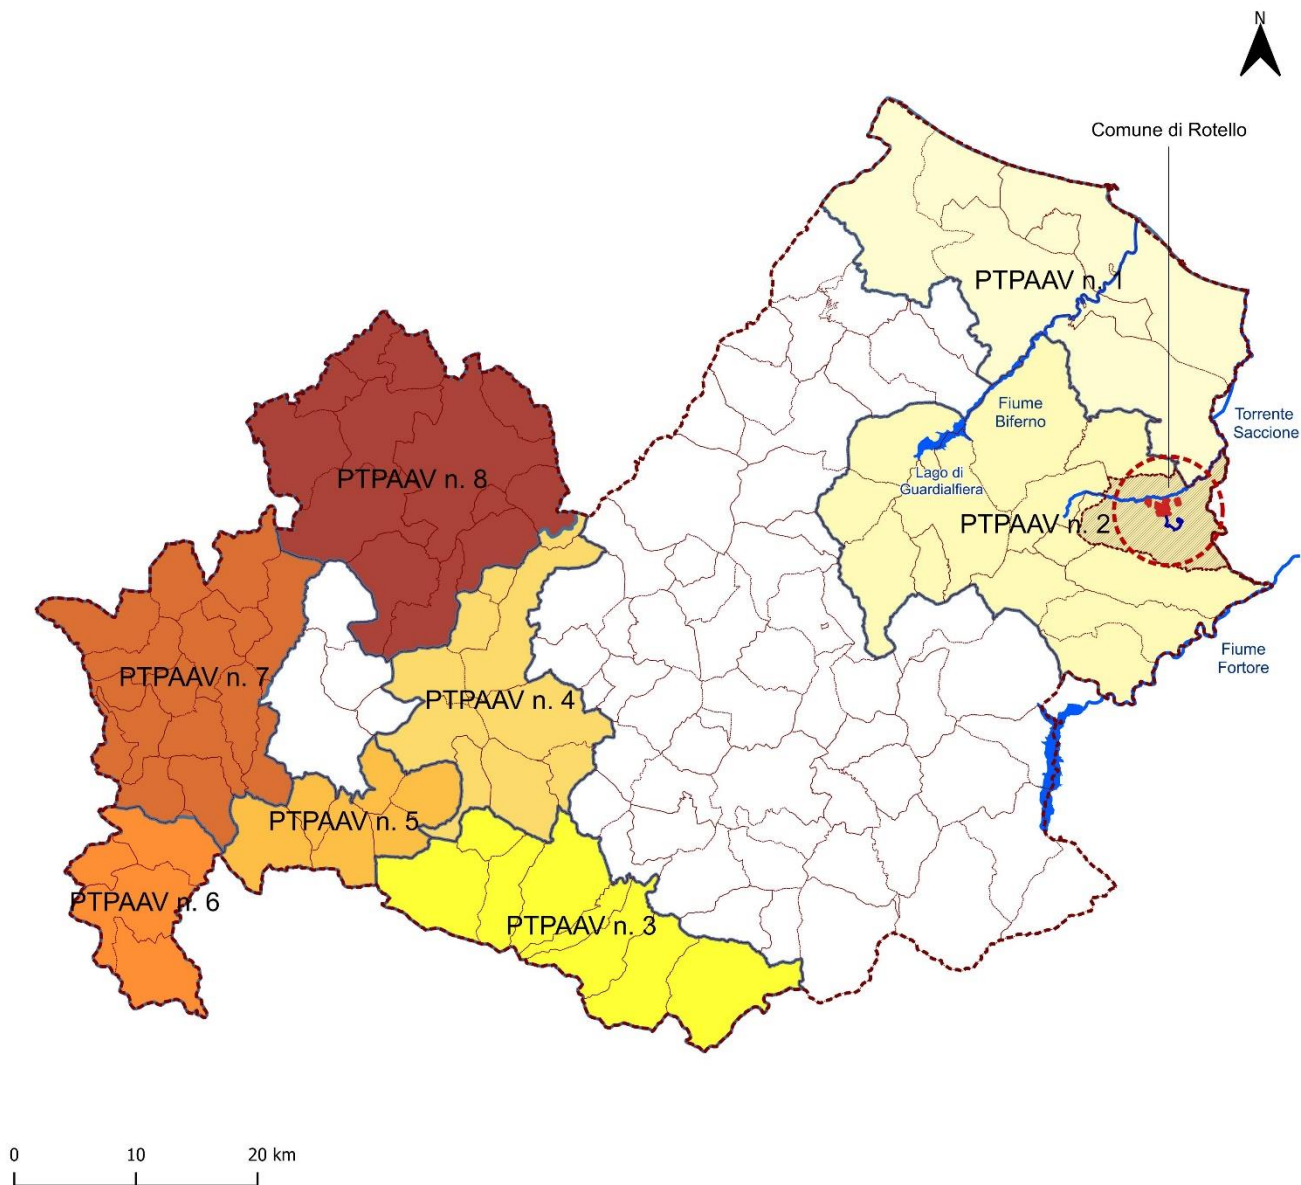 N
Comune di Rotello
PTPAAV n. 1
Fiume
Biferno
Torrente
Saccione
Lago di
Guardialfiera
PTPAAV n. 8
PTPAAV n. 2
Fiume
Fortore
PTPAAV n. 7
PTPAAV n. 4
PTPAAV n. 5
PTPAAV n. 6
PTPAAV n. 3
0 10 20 km